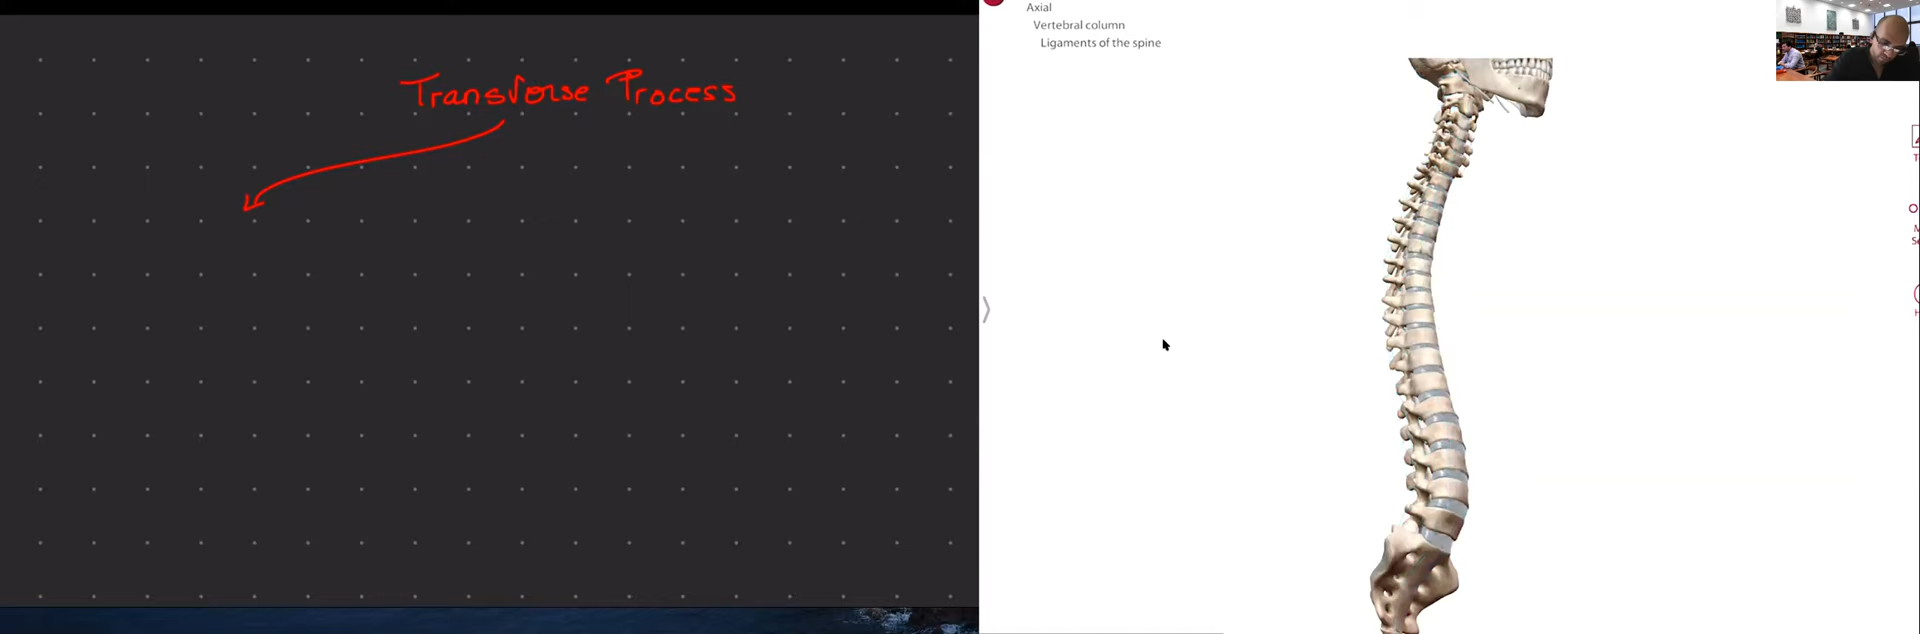 Transverse Process
Axial
Vertebral column
Ligaments of the spine